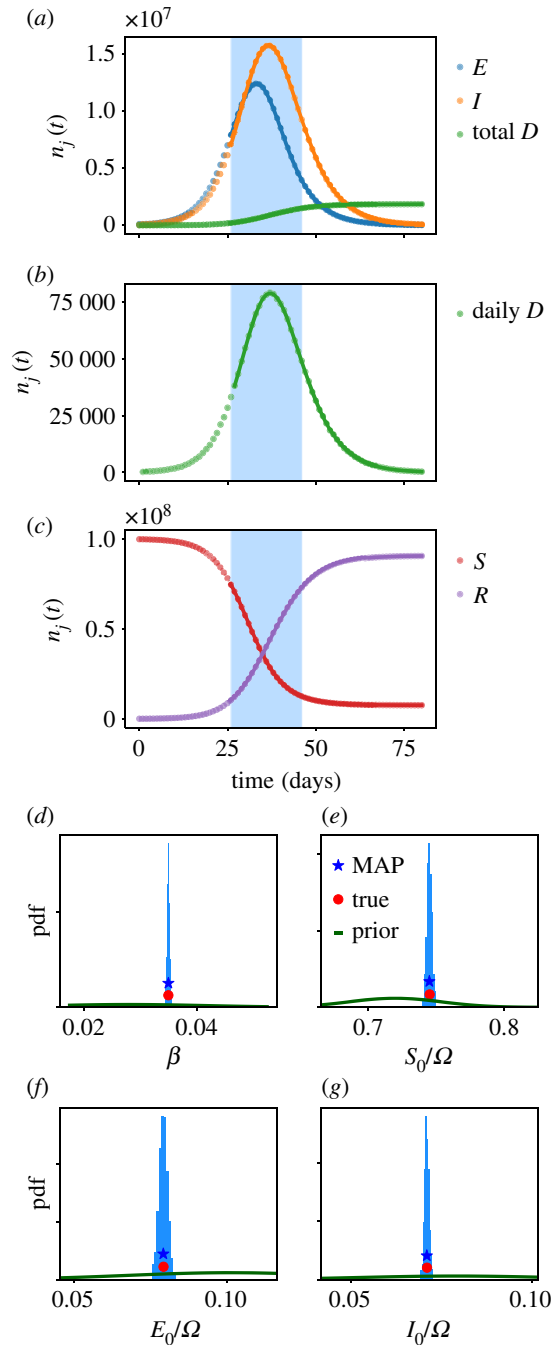 (a)
×10⁷
1.5
1.0
0.5
0
n_j(t)
E
I
total D
(b)
75 000
50 000
25 000
0
n_j(t)
daily D
(c)
×10⁸
1.0
0.5
0
n_j(t)
S
R
0 25 50 75
time (days)
(d)
pdf
0.02 0.04
β
(e)
MAP
true
prior
0.7 0.8
S₀/Ω
(f)
pdf
0.05 0.10
E₀/Ω
(g)
0.05 0.10
I₀/Ω